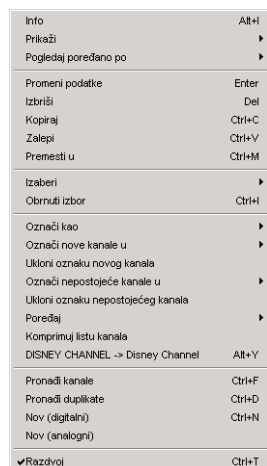 Info Alt+I
Prikaži
Pogledaj poređano po
Promeni podatke Enter
Izbriši Del
Kopiraj Ctrl+C
Zalepi Ctrl+V
Premesti u Ctrl+M
Izaberi
Obrnuti izbor Ctrl+I
Označi kao
Označi nove kanale u
Ukloni oznaku novog kanala
Označi nepostojeće kanale u
Ukloni oznaku nepostojećeg kanala
Poređaj
Komprimuj listu kanala
DISNEY CHANNEL -> Disney Channel Alt+Y
Pronađi kanale Ctrl+F
Pronađi duplikate Ctrl+D
Nov (digitalni) Ctrl+N
Nov (analogni)
Razdvoj Ctrl+T